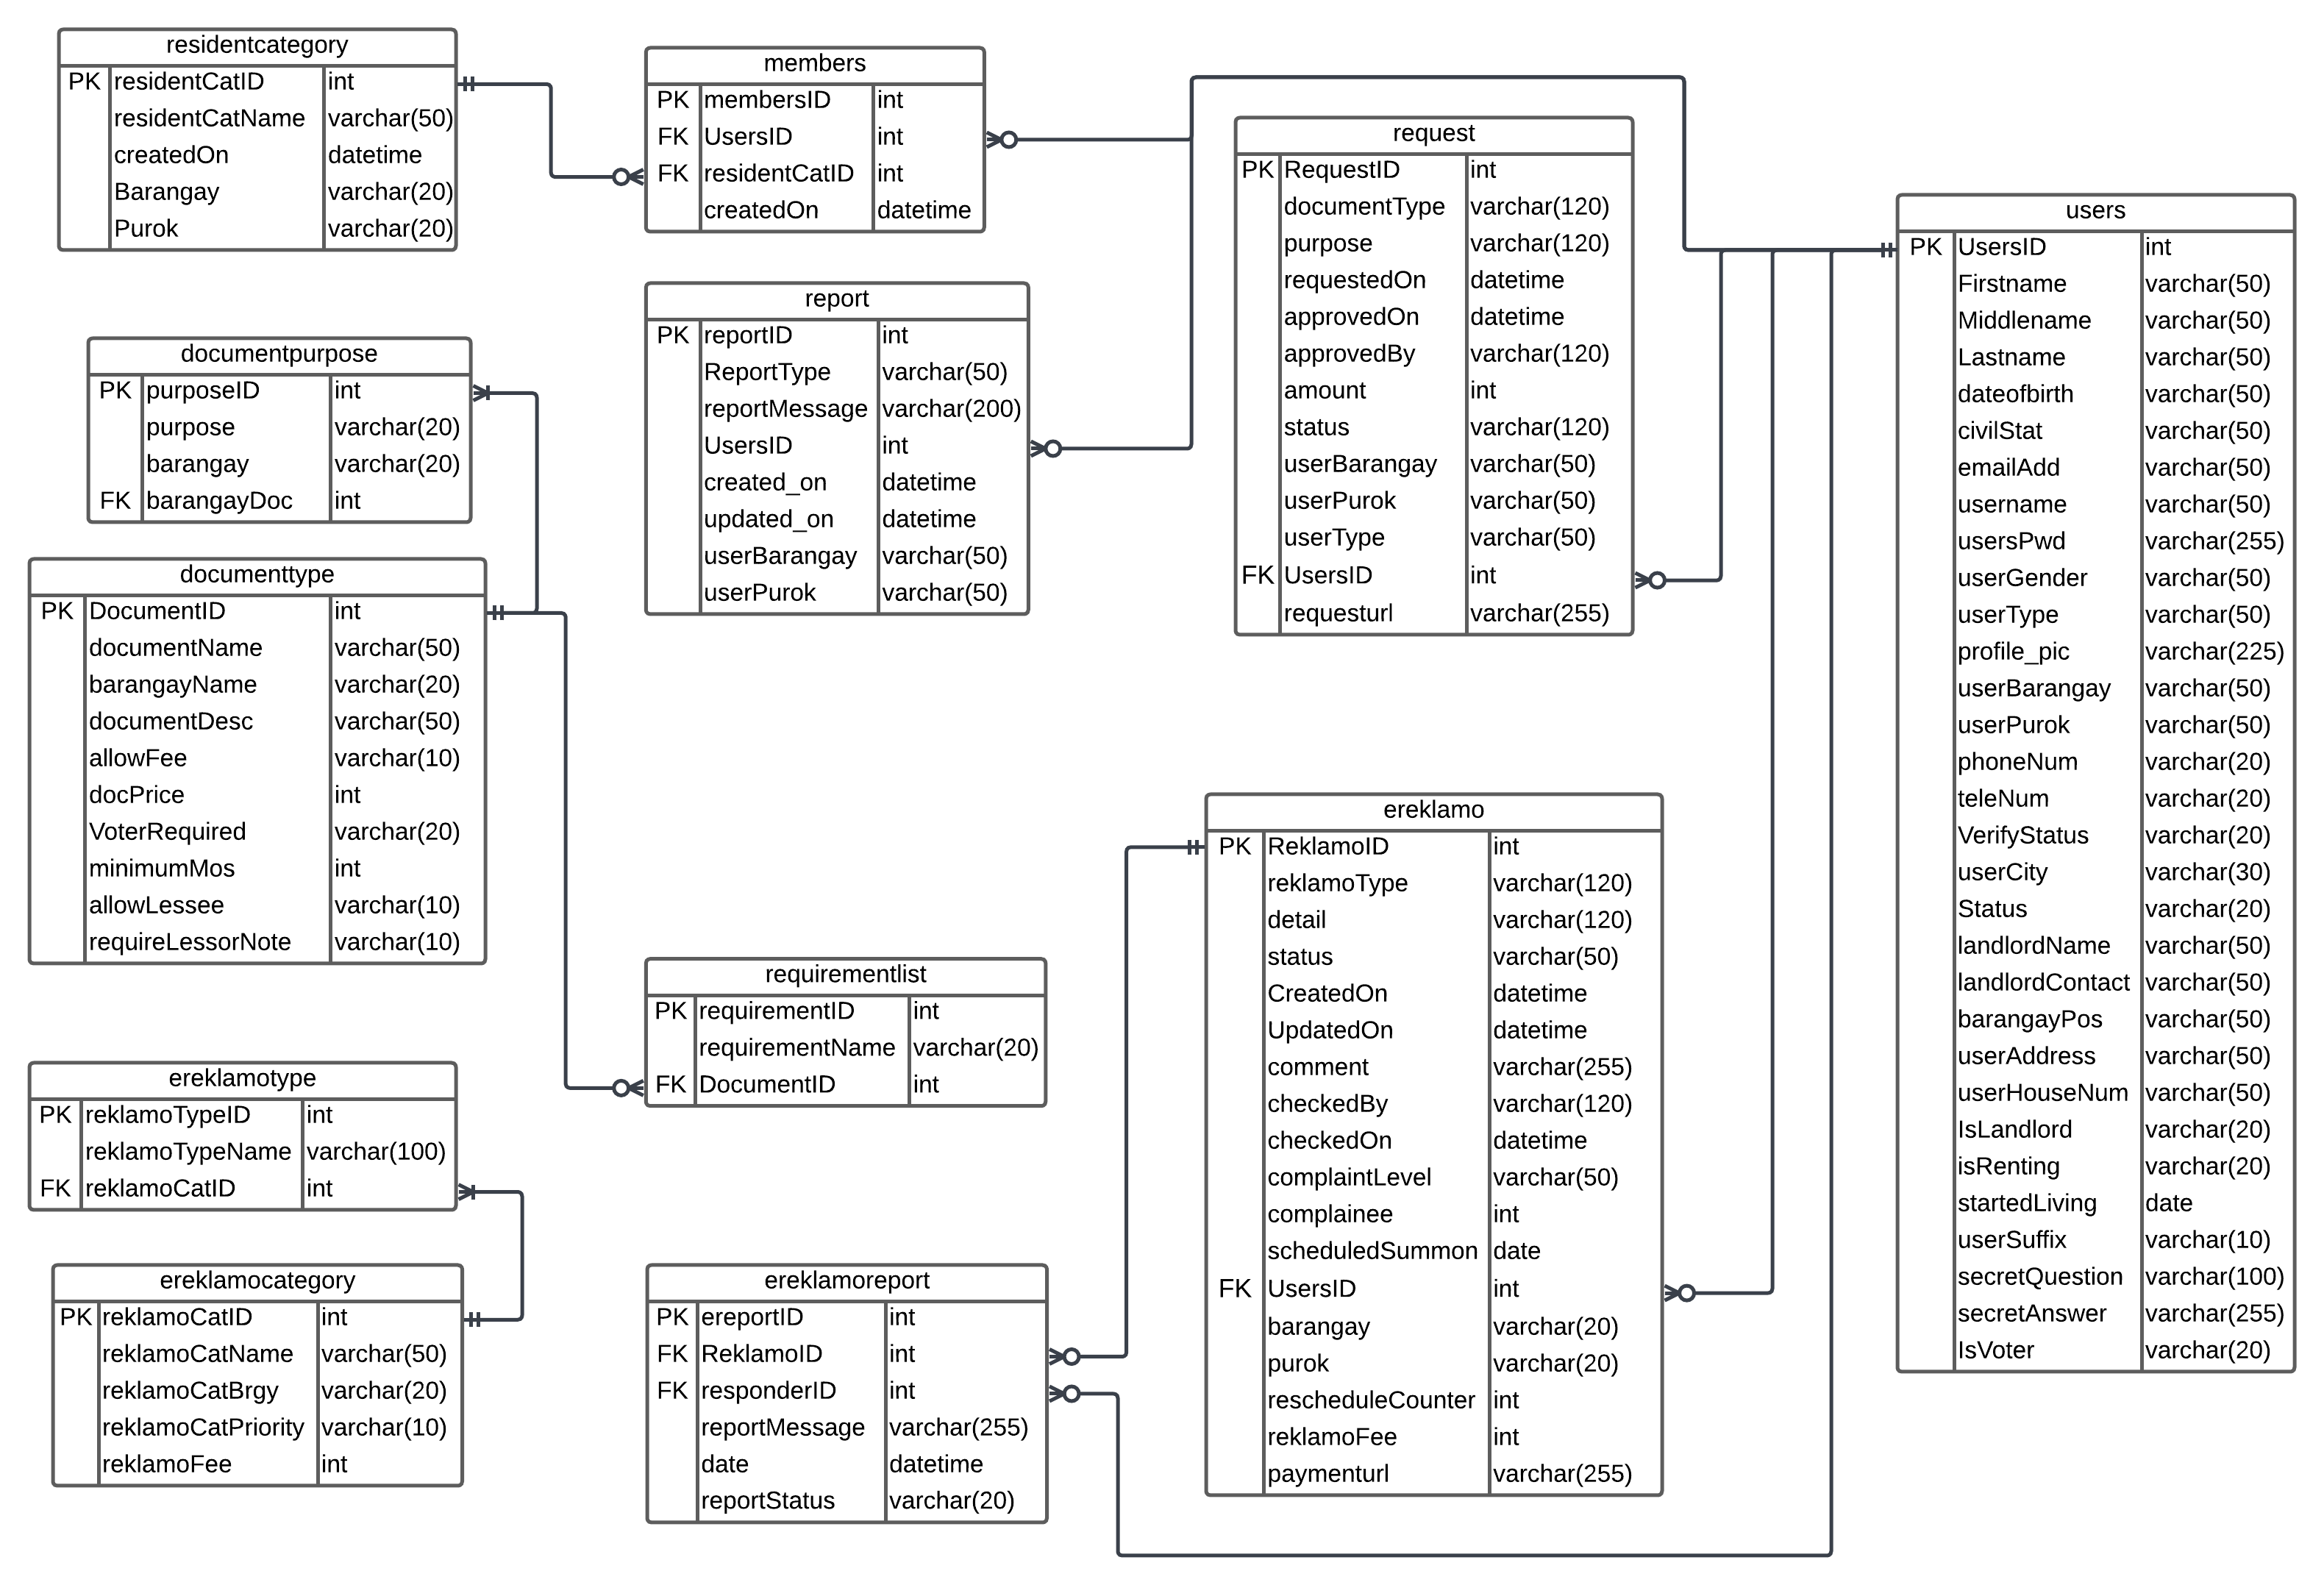 residentcategory
PK residentCatID int
residentCatName varchar(50)
createdOn datetime
Barangay varchar(20)
Purok varchar(20)
members
PK membersID int
FK UsersID int
FK residentCatID int
createdOn datetime
request
PK RequestID int
documentType varchar(120)
purpose varchar(120)
requestedOn datetime
approvedOn datetime
approvedBy varchar(120)
amount int
status varchar(120)
userBarangay varchar(50)
userPurok varchar(50)
userType varchar(50)
FK UsersID int
requesturl varchar(255)
users
PK UsersID int
Firstname varchar(50)
Middlename varchar(50)
Lastname varchar(50)
dateofbirth varchar(50)
civilStat varchar(50)
emailAdd varchar(50)
username varchar(50)
usersPwd varchar(255)
userGender varchar(50)
userType varchar(50)
profile_pic varchar(225)
userBarangay varchar(50)
userPurok varchar(50)
phoneNum varchar(20)
teleNum varchar(20)
VerifyStatus varchar(20)
userCity varchar(30)
Status varchar(20)
landlordName varchar(50)
landlordContact varchar(50)
barangayPos varchar(50)
userAddress varchar(50)
userHouseNum varchar(50)
IsLandlord varchar(20)
isRenting varchar(20)
startedLiving date
userSuffix varchar(10)
secretQuestion varchar(100)
secretAnswer varchar(255)
IsVoter varchar(20)
documentpurpose
PK purposeID int
purpose varchar(20)
barangay varchar(20)
FK barangayDoc int
report
PK reportID int
ReportType varchar(50)
reportMessage varchar(200)
UsersID int
created_on datetime
updated_on datetime
userBarangay varchar(50)
userPurok varchar(50)
documenttype
PK DocumentID int
documentName varchar(50)
barangayName varchar(20)
documentDesc varchar(50)
allowFee varchar(10)
docPrice int
VoterRequired varchar(20)
minimumMos int
allowLessee varchar(10)
requireLessorNote varchar(10)
requirementlist
PK requirementID int
requirementName varchar(20)
FK DocumentID int
ereklamo
PK ReklamoID int
reklamoType varchar(120)
detail varchar(120)
status varchar(50)
CreatedOn datetime
UpdatedOn datetime
comment varchar(255)
checkedBy varchar(120)
checkedOn datetime
complaintLevel varchar(50)
complainee int
scheduledSummon date
FK UsersID int
barangay varchar(20)
purok varchar(20)
rescheduleCounter int
reklamoFee int
paymenturl varchar(255)
ereklamotype
PK reklamoTypeID int
reklamoTypeName varchar(100)
FK reklamoCatID int
ereklamocategory
PK reklamoCatID int
reklamoCatName varchar(50)
reklamoCatBrgy varchar(20)
reklamoCatPriority varchar(10)
reklamoFee int
ereklamoreport
PK ereportID int
FK ReklamoID int
FK responderID int
reportMessage varchar(255)
date datetime
reportStatus varchar(20)